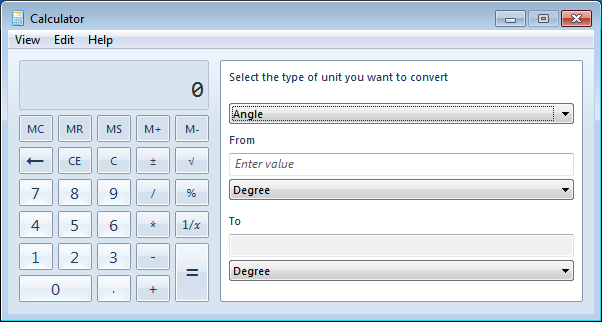 Calculator
View Edit Help
0
MC MR MS M+ M-
← CE C ± √
7 8 9 / %
4 5 6 * 1/x
1 2 3 - =
0 . +
Select the type of unit you want to convert
Angle
From
Enter value
Degree
To
Degree